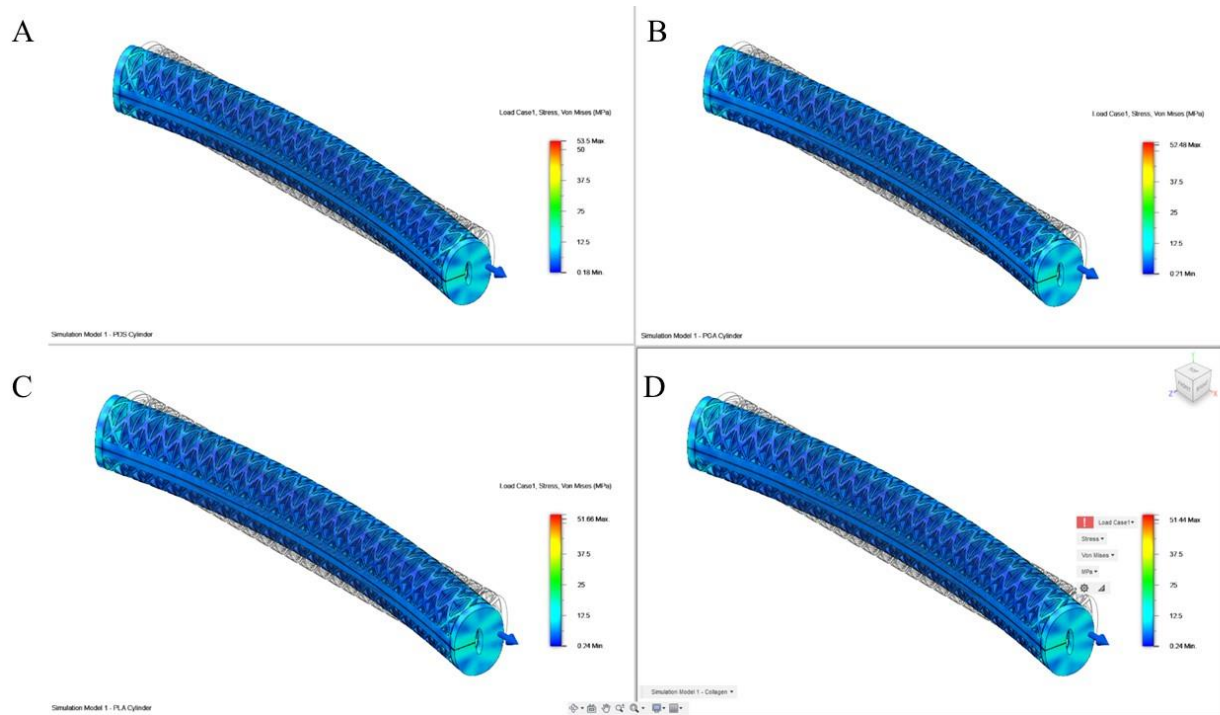 A
Load Case1, Stress, Von Mises (MPa)
53.5 Max.
50
37.5
25
12.5
0.18 Min.
Simulation Model 1 - PDS Cylinder
B
Load Case1, Stress, Von Mises (MPa)
52.48 Max.
37.5
25
12.5
0.21 Min.
Simulation Model 1 - PGA Cylinder
C
Load Case1, Stress, Von Mises (MPa)
51.66 Max.
37.5
25
12.5
0.24 Min.
Simulation Model 1 - PLA Cylinder
D
Y
TOP
Z
X
! Load Case1
Stress
Von Mises
MPa
51.44 Max.
37.5
25
12.5
0.24 Min.
Simulation Model 1 - Collagen